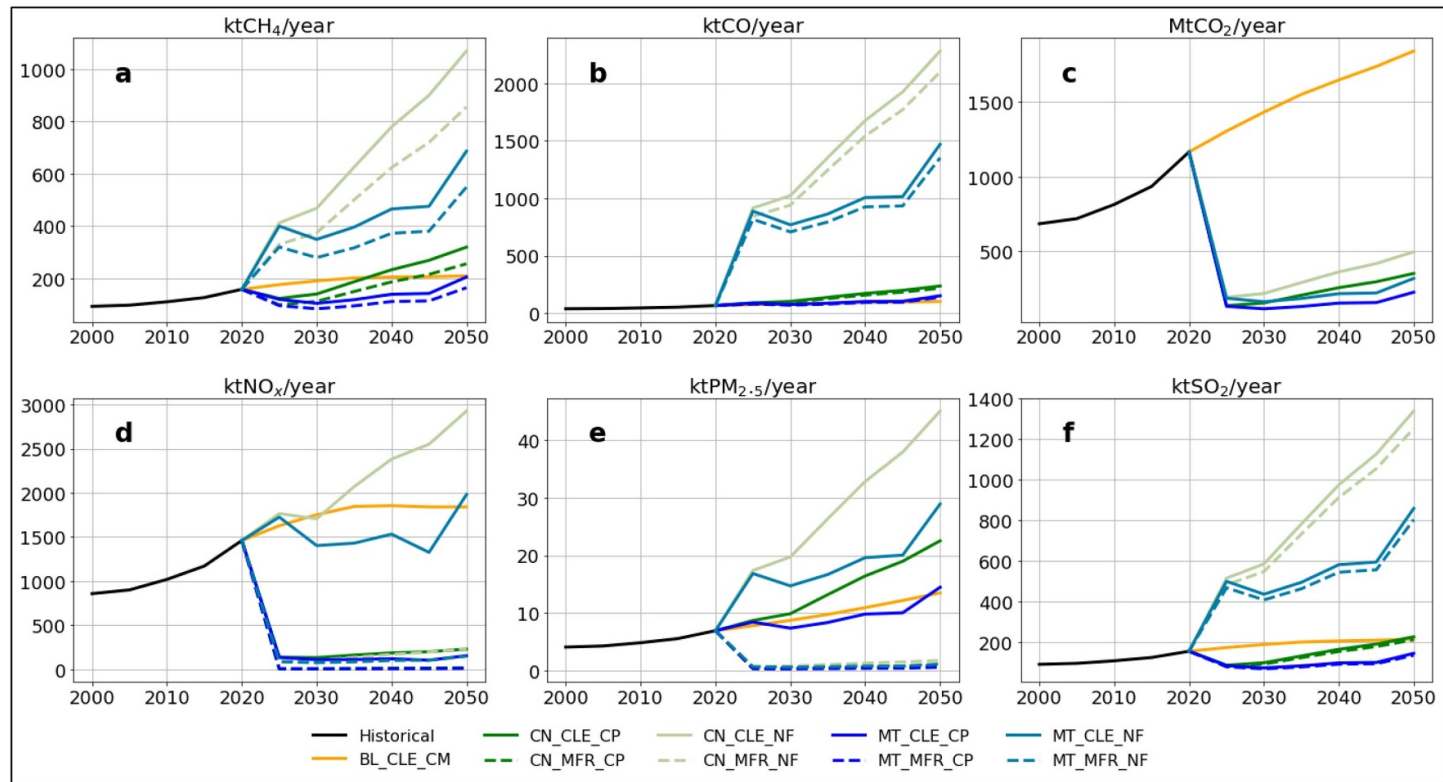 ktCH₄/year
a
1000
800
600
400
200
2000 2010 2020 2030 2040 2050
ktCO/year
b
2000
1500
1000
500
0
2000 2010 2020 2030 2040 2050
MtCO₂/year
c
1500
1000
500
2000 2010 2020 2030 2040 2050
ktNOₓ/year
d
3000
2500
2000
1500
1000
500
0
2000 2010 2020 2030 2040 2050
ktPM₂.₅/year
e
40
30
20
10
0
2000 2010 2020 2030 2040 2050
ktSO₂/year
f
1400
1200
1000
800
600
400
200
2000 2010 2020 2030 2040 2050
Historical CN_CLE_CP CN_CLE_NF MT_CLE_CP MT_CLE_NF
BL_CLE_CM CN_MFR_CP CN_MFR_NF MT_MFR_CP MT_MFR_NF